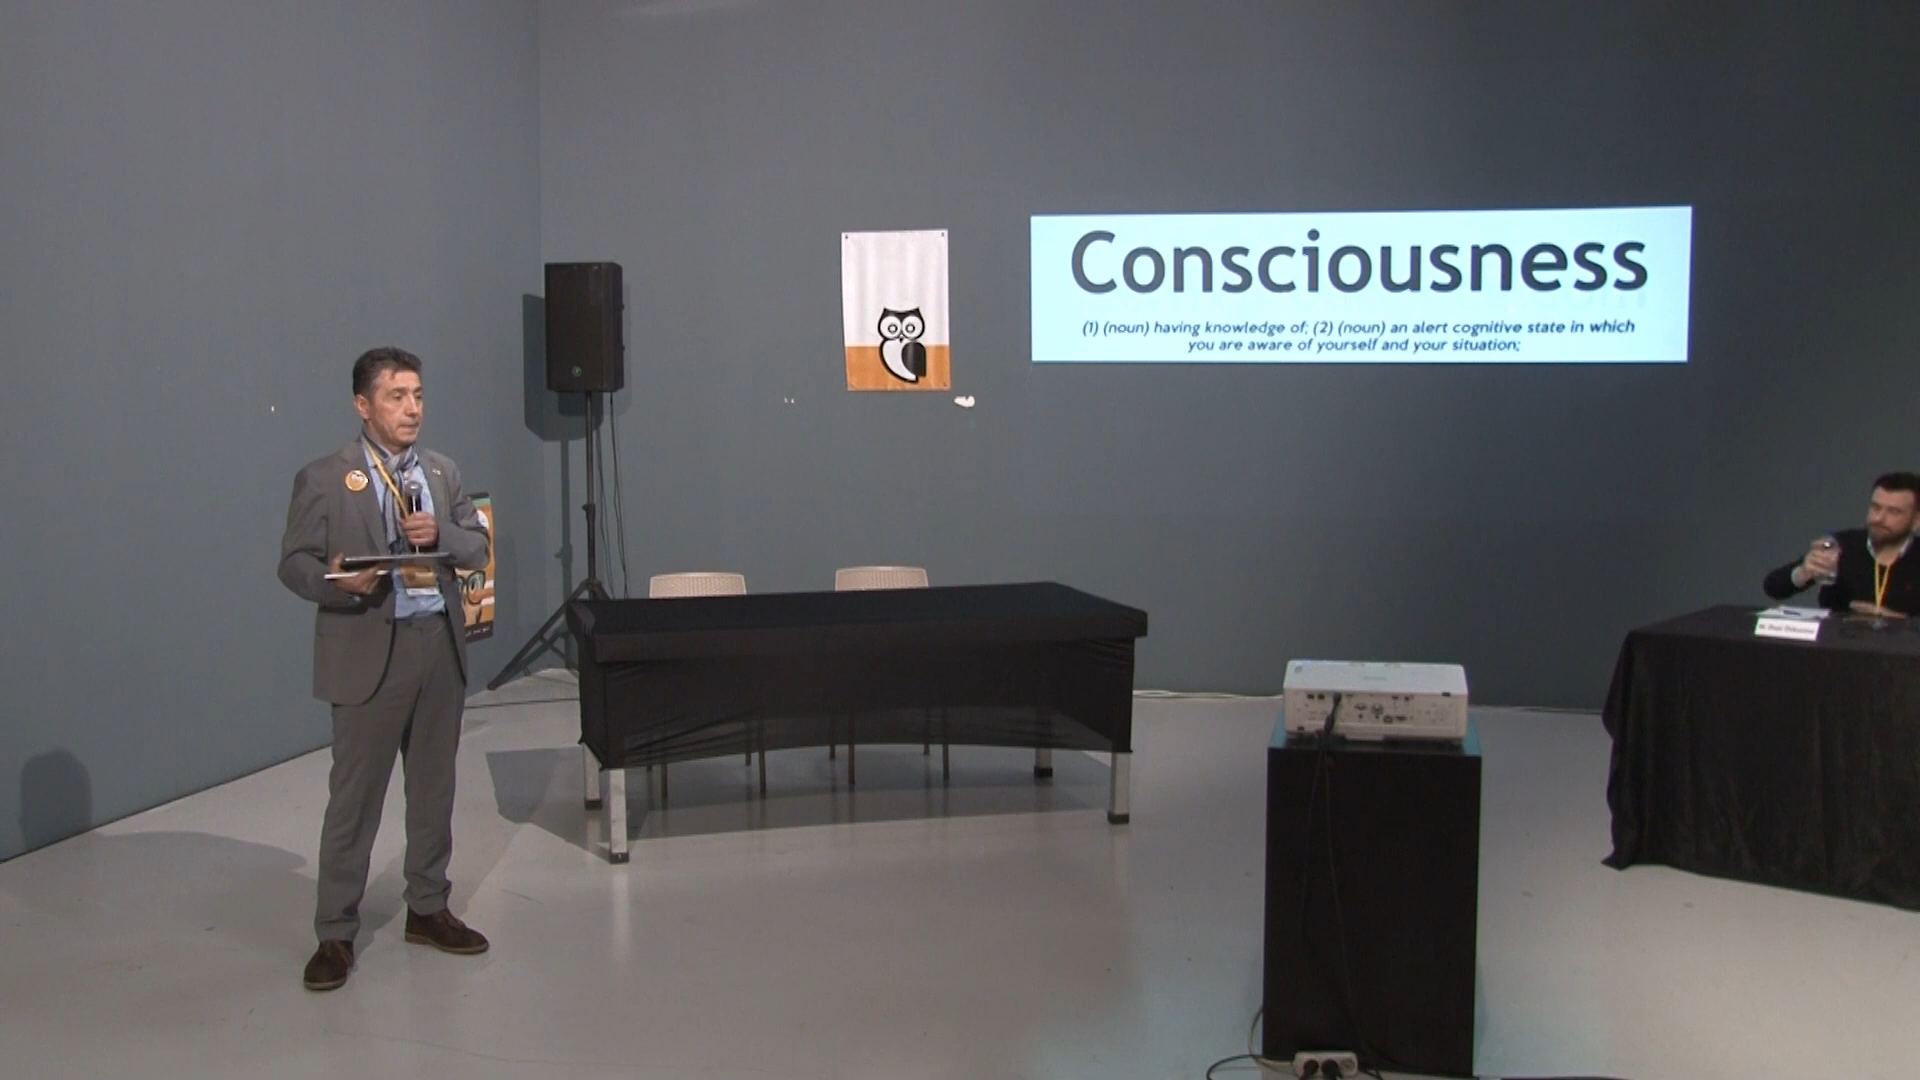 Consciousness
(1) (noun) having knowledge of; (2) (noun) an alert cognitive state in which
you are aware of yourself and your situation;